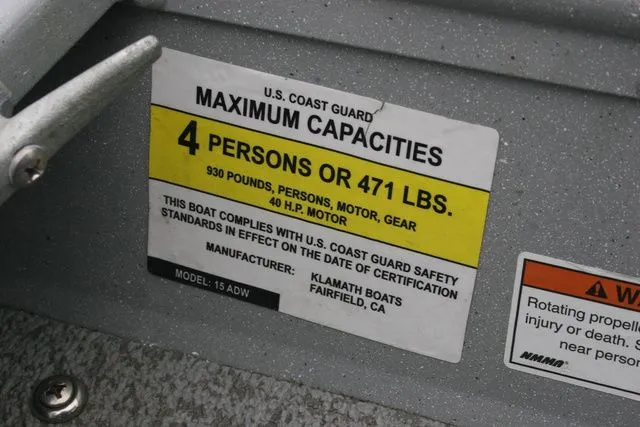 U.S. COAST GUARD
MAXIMUM CAPACITIES
4 PERSONS OR 471 LBS.
930 POUNDS, PERSONS, MOTOR, GEAR
40 H.P. MOTOR
THIS BOAT COMPLIES WITH U.S. COAST GUARD SAFETY
STANDARDS IN EFFECT ON THE DATE OF CERTIFICATION
MANUFACTURER: KLAMATH BOATS
FAIRFIELD, CA
MODEL: 15 ADW
Rotating
injury or death.
near
NMMA